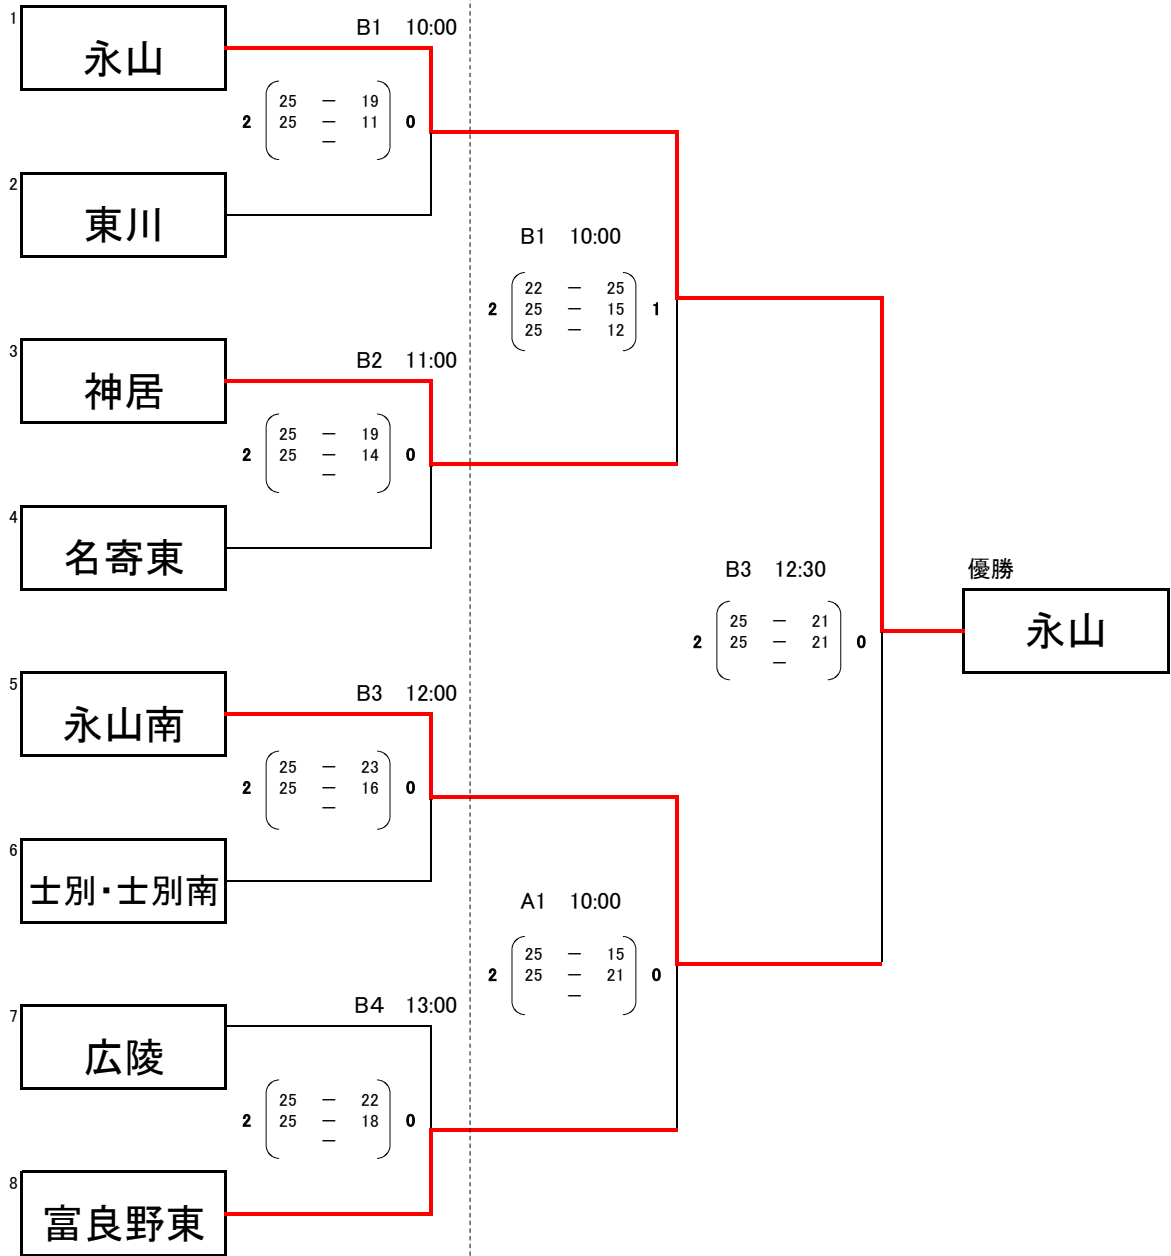 1
永山
B1 10:00
2 25 － 19 0
25 － 11
－
2
東川
3
神居
B2 11:00
2 25 － 19 0
25 － 14
－
4
名寄東
5
永山南
B3 12:00
2 25 － 23 0
25 － 16
－
6
士別・士別南
7
広陵
B4 13:00
2 25 － 22 0
25 － 18
－
8
富良野東
B1 10:00
2 22 － 25 1
25 － 15
25 － 12
A1 10:00
2 25 － 15 0
25 － 21
－
B3 12:30
2 25 － 21 0
25 － 21
－
優勝
永山